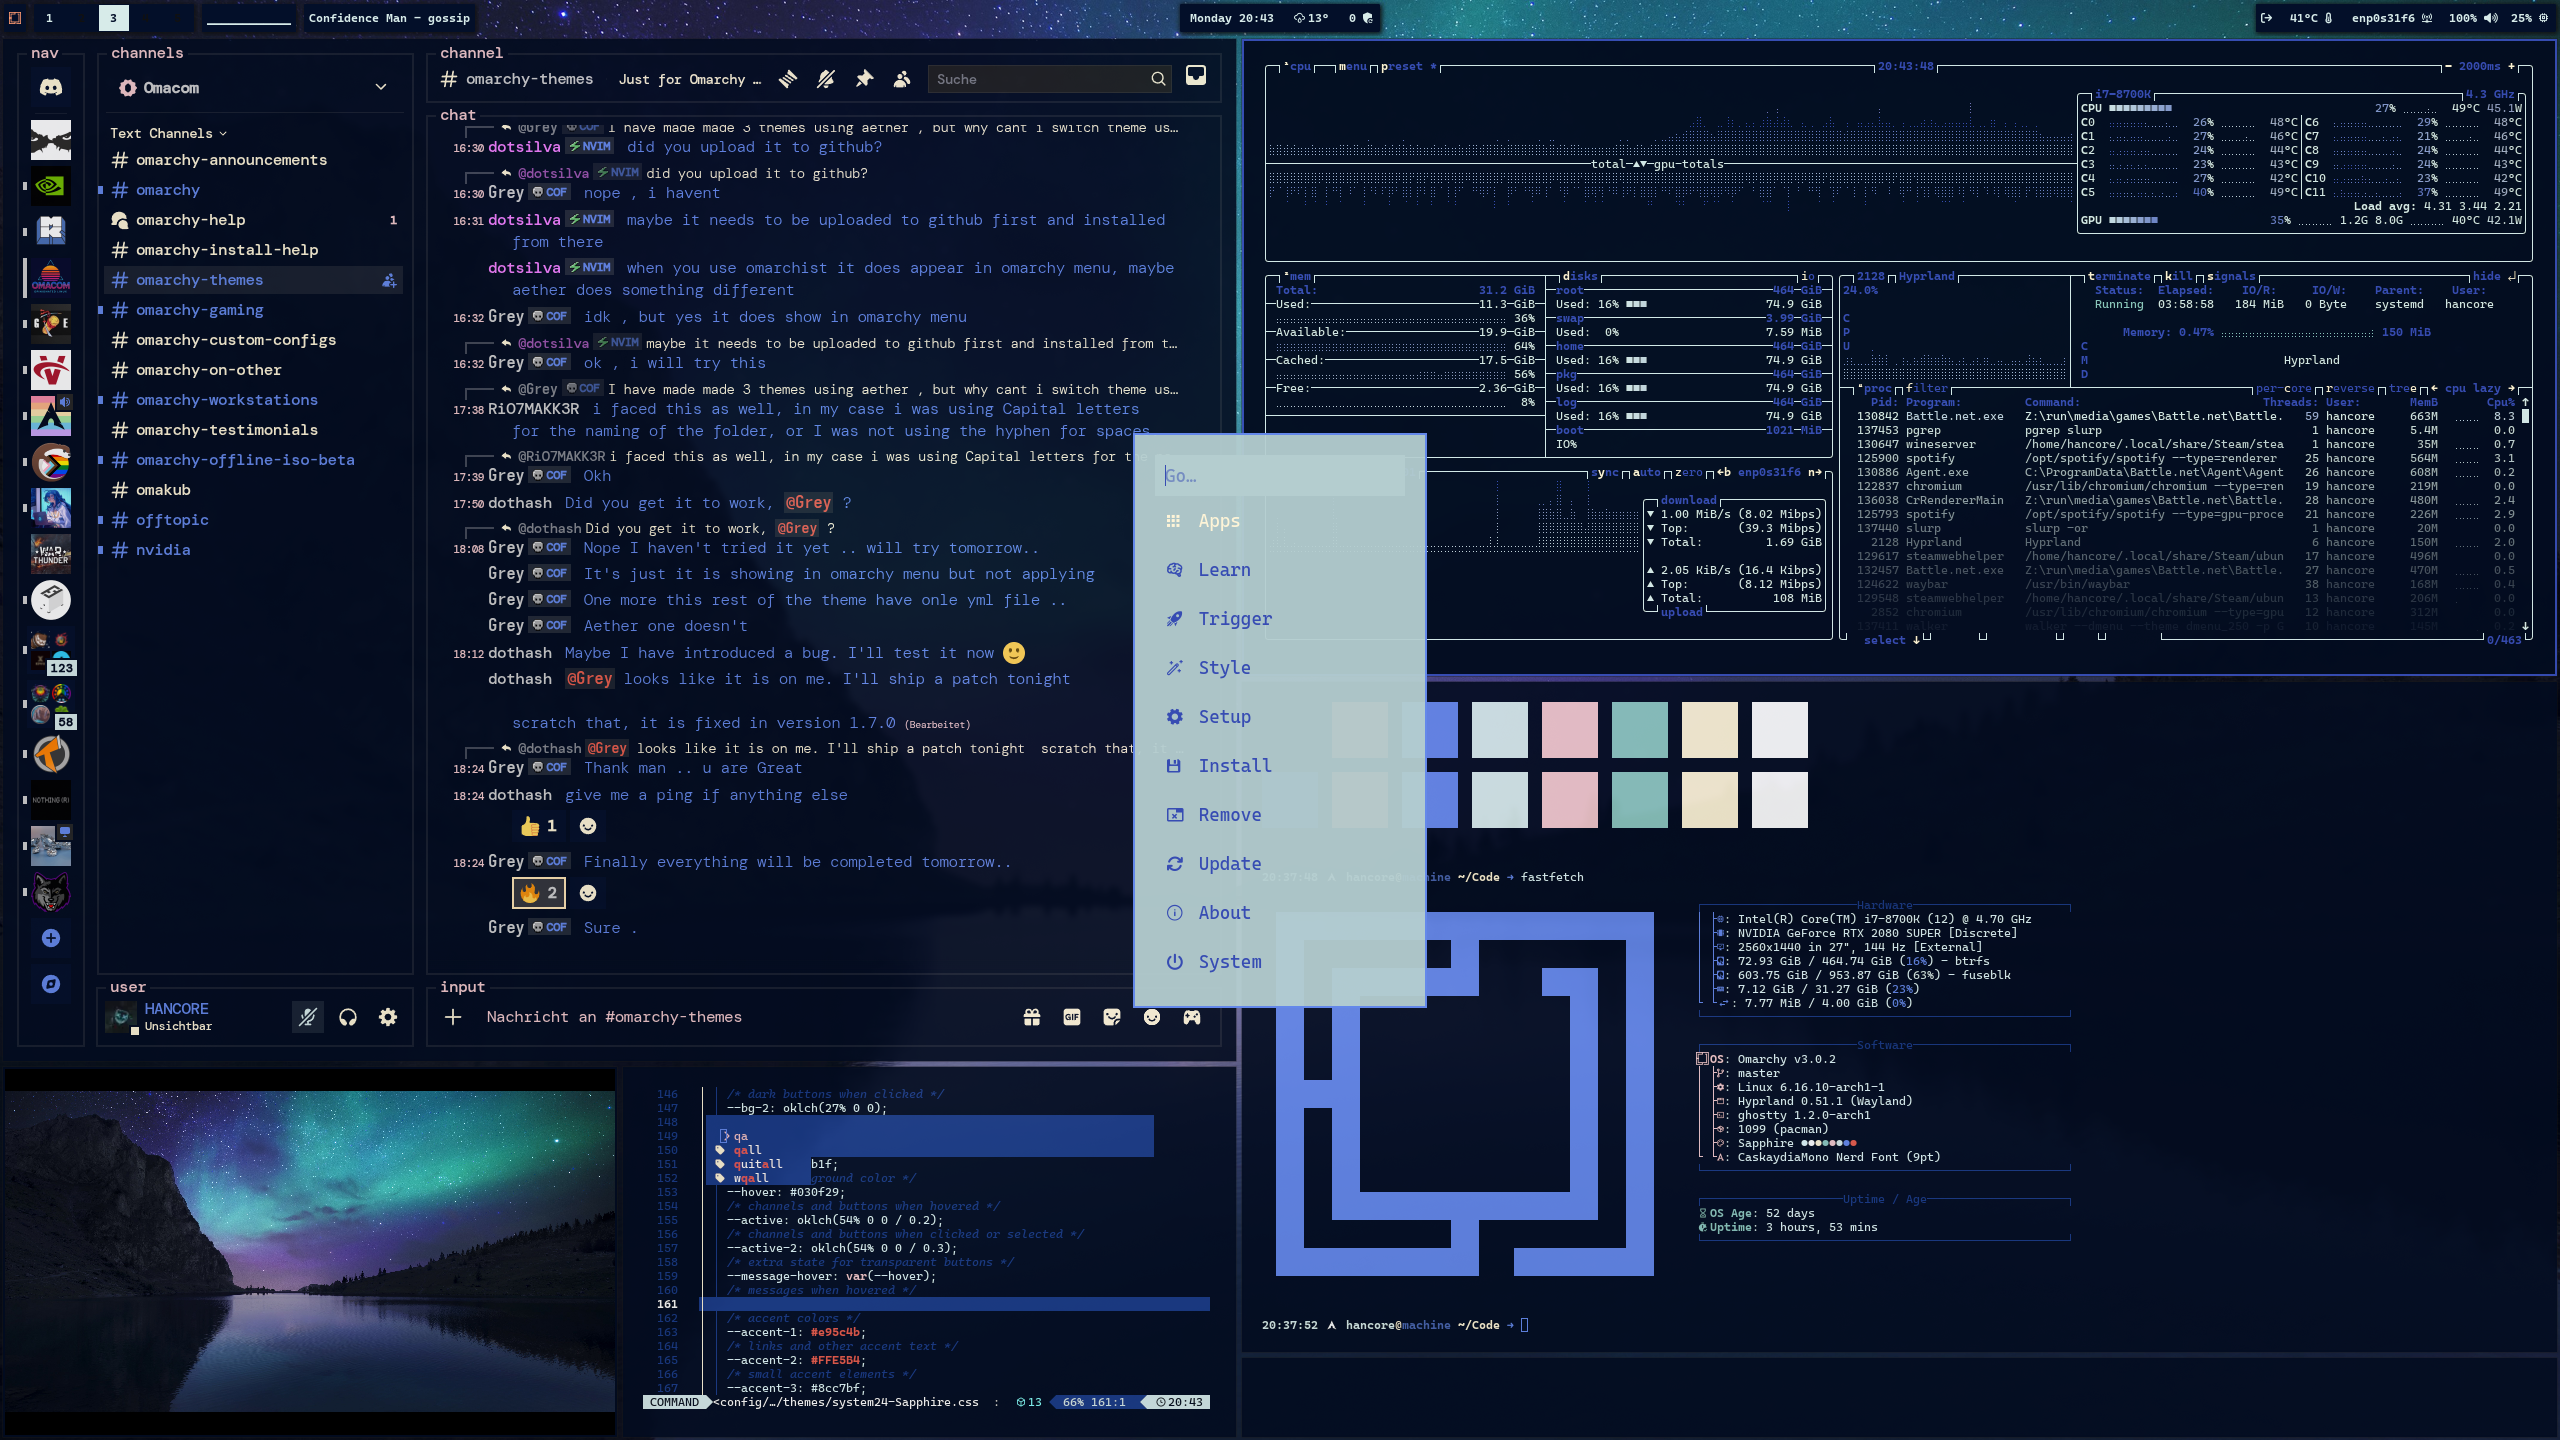 1 3 Confidence Man - gossip
Monday 20:43 13° 0
41°C enp0s31f6 100% 25%
nav
channels
Omacom
Text Channels
omarchy-announcements
omarchy
omarchy-help 1
omarchy-install-help
omarchy-themes
omarchy-gaming
omarchy-custom-configs
omarchy-on-other
omarchy-workstations
omarchy-testimonials
omarchy-offline-iso-beta
omakub
offtopic
nvidia
OMACOM
WAR THUNDER
123
58
NOTHING (R)
user
HANCORE
Unsichtbar
channel
# omarchy-themes Just for Omarchy … Suche
chat
@Grey COF I have made made 3 themes using aether , but why cant i switch theme us…
16:30 dotsilva NVIM did you upload it to github?
@dotsilva NVIM did you upload it to github?
16:30 Grey COF nope , i havent
16:31 dotsilva NVIM maybe it needs to be uploaded to github first and installed
from there
dotsilva NVIM when you use omarchist it does appear in omarchy menu, maybe
aether does something different
16:32 Grey COF idk , but yes it does show in omarchy menu
@dotsilva NVIM maybe it needs to be uploaded to github first and installed from t…
16:32 Grey COF ok , i will try this
@Grey COF I have made made 3 themes using aether , but why cant i switch theme us…
17:38 RiO7MAKK3R i faced this as well, in my case i was using Capital letters
for the naming of the folder, or I was not using the hyphen for spaces
@RiO7MAKK3R i faced this as well, in my case i was using Capital letters for t
17:39 Grey COF Okh
17:50 dothash Did you get it to work, @Grey ?
@dothash Did you get it to work, @Grey ?
18:08 Grey COF Nope I haven't tried it yet .. will try tomorrow..
Grey COF It's just it is showing in omarchy menu but not applying
Grey COF One more this rest of the theme have onle yml file ..
Grey COF Aether one doesn't
18:12 dothash Maybe I have introduced a bug. I'll test it now 🙂
dothash @Grey looks like it is on me. I'll ship a patch tonight
scratch that, it is fixed in version 1.7.0 (Bearbeitet)
@dothash @Grey looks like it is on me. I'll ship a patch tonight scratch that, it
18:24 Grey COF Thank man .. u are Great
18:24 dothash give me a ping if anything else
👍 1
18:24 Grey COF Finally everything will be completed tomorrow..
🔥 2
Grey COF Sure .
input
Nachricht an #omarchy-themes
GIF
Go…
Apps
Learn
Trigger
Style
Setup
Install
Remove
Update
About
System
146 /* dark buttons when clicked */
147 --bg-2: oklch(27% 0 0);
148
149 qa
150 qall
151 quitall b1f;
152 wqall ground color */
153 --hover: #030f29;
154 /* channels and buttons when hovered */
155 --active: oklch(54% 0 0 / 0.2);
156 /* channels and buttons when clicked or selected */
157 --active-2: oklch(54% 0 0 / 0.3);
158 /* extra state for transparent buttons */
159 --message-hover: var(--hover);
160 /* messages when hovered */
161
162 /* accent colors */
163 --accent-1: #e95c4b;
164 /* links and other accent text */
165 --accent-2: #FFE5B4;
166 /* small accent elements */
167 --accent-3: #8cc7bf;
COMMAND <config/…/themes/system24-Sapphire.css : 13 66% 161:1 20:43
¹cpu menu preset * 20:43:48 - 2000ms +
i7-8700K 4.3 GHz
CPU 27% 49°C 45.1W
C0 26% 48°C C6 29% 48°C
C1 27% 46°C C7 21% 46°C
C2 24% 44°C C8 24% 44°C
C3 23% 43°C C9 24% 43°C
C4 27% 42°C C10 23% 42°C
C5 40% 49°C C11 37% 49°C
Load avg: 4.31 3.44 2.21
GPU 35% 1.2G 8.0G 40°C 42.1W
total ▲▼ gpu-totals
²mem
Total: 31.2 GiB
Used: 11.3 GiB
36%
Available: 19.9 GiB
64%
Cached: 17.5 GiB
56%
Free: 2.36 GiB
8%
disks io
root 464 GiB
Used: 16% 74.9 GiB
swap 3.99 GiB
Used: 0% 7.59 MiB
home 464 GiB
Used: 16% 74.9 GiB
pkg 464 GiB
Used: 16% 74.9 GiB
log 464 GiB
Used: 16% 74.9 GiB
boot 1021 MiB
IO%
sync auto zero ←b enp0s31f6 n→
download
▼ 1.00 MiB/s (8.02 Mibps)
▼ Top: (39.3 Mibps)
▼ Total: 1.69 GiB
▲ 2.05 KiB/s (16.4 Kibps)
▲ Top: (8.12 Mibps)
▲ Total: 108 MiB
upload
2128 Hyprland terminate kill signals hide ↲
24.0%
CPU
Status: Elapsed: IO/R: IO/W: Parent: User:
Running 03:58:58 184 MiB 0 Byte systemd hancore
Memory: 0.47% 150 MiB
CMD
Hyprland
⁴proc filter per-core reverse tree ← cpu lazy →
Pid: Program: Command: Threads: User: MemB Cpu% ↑
130842 Battle.net.exe Z:\run\media\games\Battle.net\Battle. 59 hancore 663M 8.3
137453 pgrep pgrep slurp 1 hancore 5.4M 0.0
130647 wineserver /home/hancore/.local/share/Steam/stea 1 hancore 35M 0.7
125900 spotify /opt/spotify/spotify --type=renderer 25 hancore 564M 3.1
130886 Agent.exe C:\ProgramData\Battle.net\Agent\Agent 26 hancore 608M 0.2
122837 chromium /usr/lib/chromium/chromium --type=ren 19 hancore 219M 0.0
136038 CrRendererMain Z:\run\media\games\Battle.net\Battle. 28 hancore 480M 2.4
125793 spotify /opt/spotify/spotify --type=gpu-proce 21 hancore 226M 2.9
137440 slurp slurp -or 1 hancore 20M 0.0
2128 Hyprland Hyprland 6 hancore 150M 2.0
129617 steamwebhelper /home/hancore/.local/share/Steam/ubun 17 hancore 496M 0.0
132457 Battle.net.exe Z:\run\media\games\Battle.net\Battle. 27 hancore 470M 0.5
124622 waybar /usr/bin/waybar 38 hancore 168M 0.4
129548 steamwebhelper /home/hancore/.local/share/Steam/ubun 13 hancore 206M 0.0
2852 chromium /usr/lib/chromium/chromium --type=gpu 12 hancore 312M 0.0
137411 walker walker --dmenu --theme dmenu_250 -p G 10 hancore 145M 0.2
select ↓ 0/463
20:37:48 hancore@machine ~/Code → fastfetch
Hardware
: Intel(R) Core(TM) i7-8700K (12) @ 4.70 GHz
: NVIDIA GeForce RTX 2080 SUPER [Discrete]
: 2560x1440 in 27", 144 Hz [External]
: 72.93 GiB / 464.74 GiB (16%) - btrfs
: 603.75 GiB / 953.87 GiB (63%) - fuseblk
: 7.12 GiB / 31.27 GiB (23%)
: 7.77 MiB / 4.00 GiB (0%)
Software
OS: Omarchy v3.0.2
: master
: Linux 6.16.10-arch1-1
: Hyprland 0.51.1 (Wayland)
: ghostty 1.2.0-arch1
: 1099 (pacman)
: Sapphire
: CaskaydiaMono Nerd Font (9pt)
Uptime / Age
OS Age: 52 days
Uptime: 3 hours, 53 mins
20:37:52 hancore@machine ~/Code →